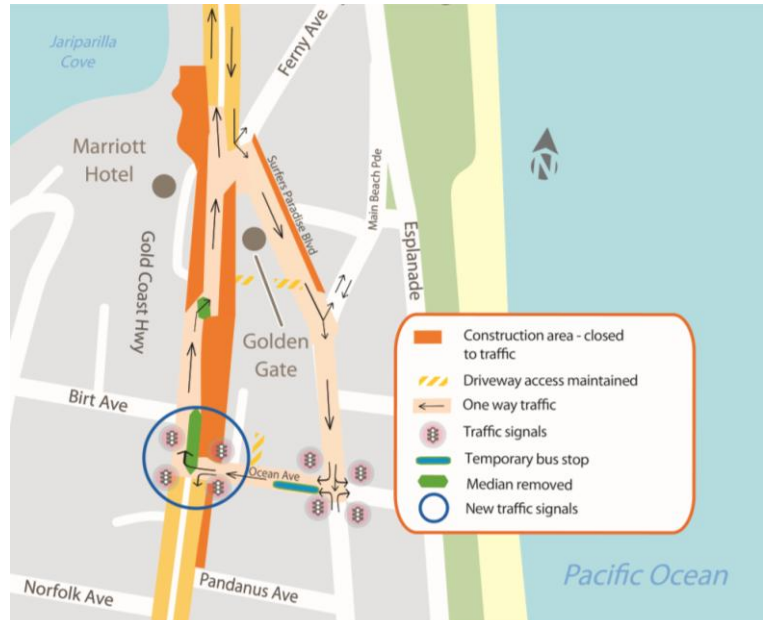 Jariparilla
Cove
Ferny Ave
Marriott
Hotel
N
Surfers Paradise Blvd
Main Beach Pde
Esplanade
Gold Coast Hwy
Golden
Gate
Birt Ave
Ocean Ave
Norfolk Ave
Pandanus Ave
Construction area - closed
to traffic
Driveway access maintained
One way traffic
Traffic signals
Temporary bus stop
Median removed
New traffic signals
Pacific Ocean